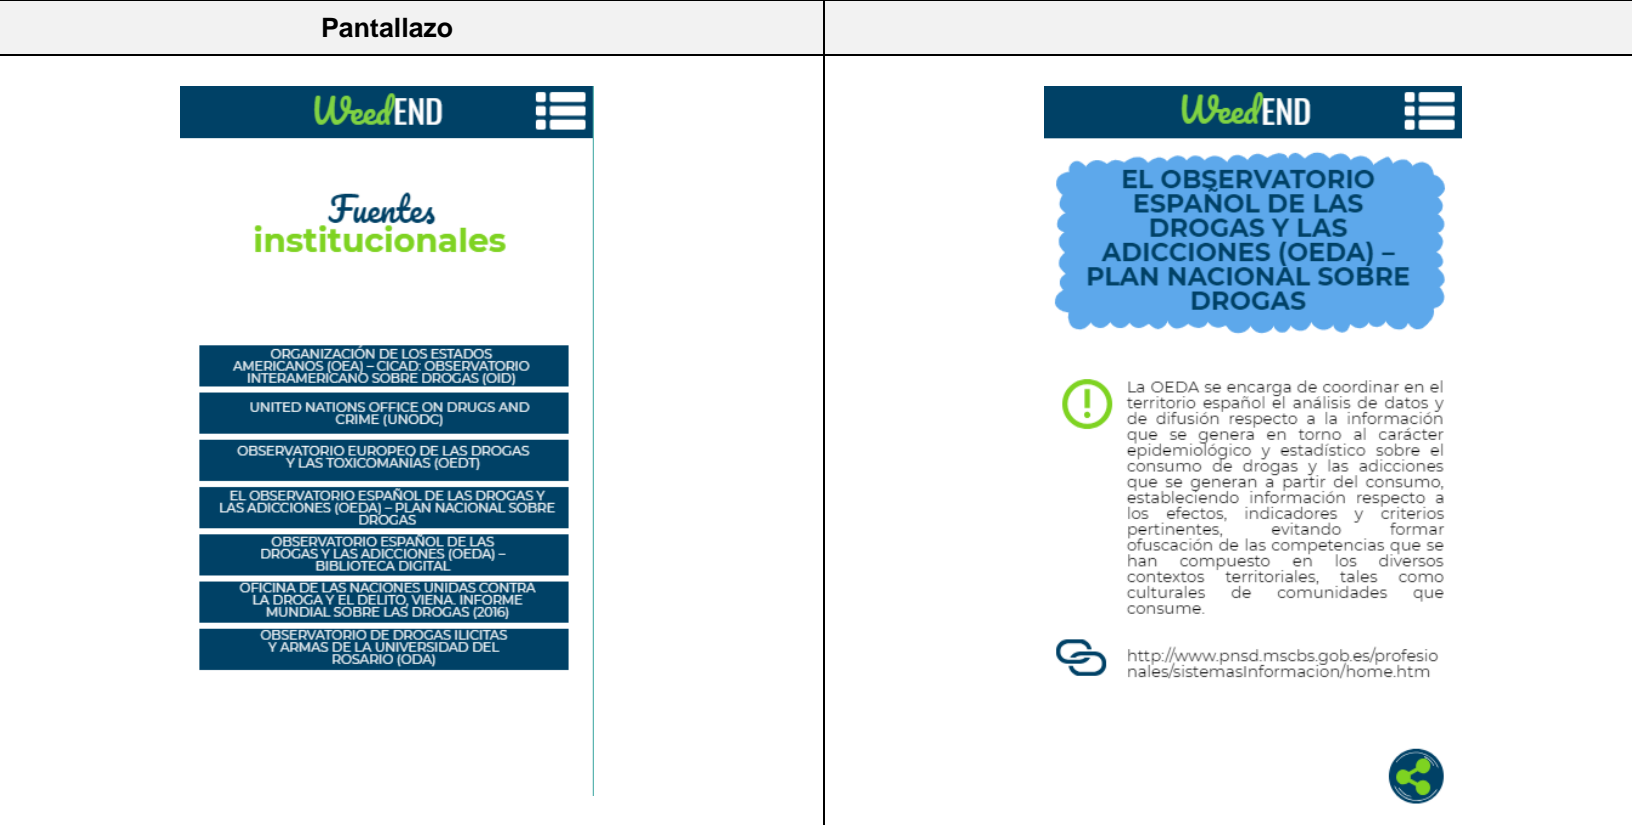 Pantallazo
WeedEND
Fuentes
institucionales
ORGANIZACIÓN DE LOS ESTADOS
AMERICANOS (OEA) – CICAD: OBSERVATORIO
INTERAMERICANO SOBRE DROGAS (OID)
UNITED NATIONS OFFICE ON DRUGS AND
CRIME (UNODC)
OBSERVATORIO EUROPEO DE LAS DROGAS
Y LAS TOXICOMANÍAS (OEDT)
EL OBSERVATORIO ESPAÑOL DE LAS DROGAS Y
LAS ADICCIONES (OEDA) – PLAN NACIONAL SOBRE
DROGAS
OBSERVATORIO ESPAÑOL DE LAS
DROGAS Y LAS ADICCIONES (OEDA) –
BIBLIOTECA DIGITAL
OFICINA DE LAS NACIONES UNIDAS CONTRA
LA DROGA Y EL DELITO, VIENA. INFORME
MUNDIAL SOBRE LAS DROGAS (2016)
OBSERVATORIO DE DROGAS ILICITAS
Y ARMAS DE LA UNIVERSIDAD DEL
ROSARIO (ODA)
WeedEND
EL OBSERVATORIO
ESPAÑOL DE LAS
DROGAS Y LAS
ADICCIONES (OEDA) –
PLAN NACIONAL SOBRE
DROGAS
La OEDA se encarga de coordinar en el
territorio español el análisis de datos y
de difusión respecto a la información
que se genera en torno al carácter
epidemiológico y estadístico sobre el
consumo de drogas y las adicciones
que se generan a partir del consumo,
estableciendo información respecto a
los efectos, indicadores y criterios
pertinentes, evitando formar
ofuscación de las competencias que se
han compuesto en los diversos
contextos territoriales, tales como
culturales de comunidades que
consume.
http://www.pnsd.mscbs.gob.es/profesio
nales/sistemasInformacion/home.htm